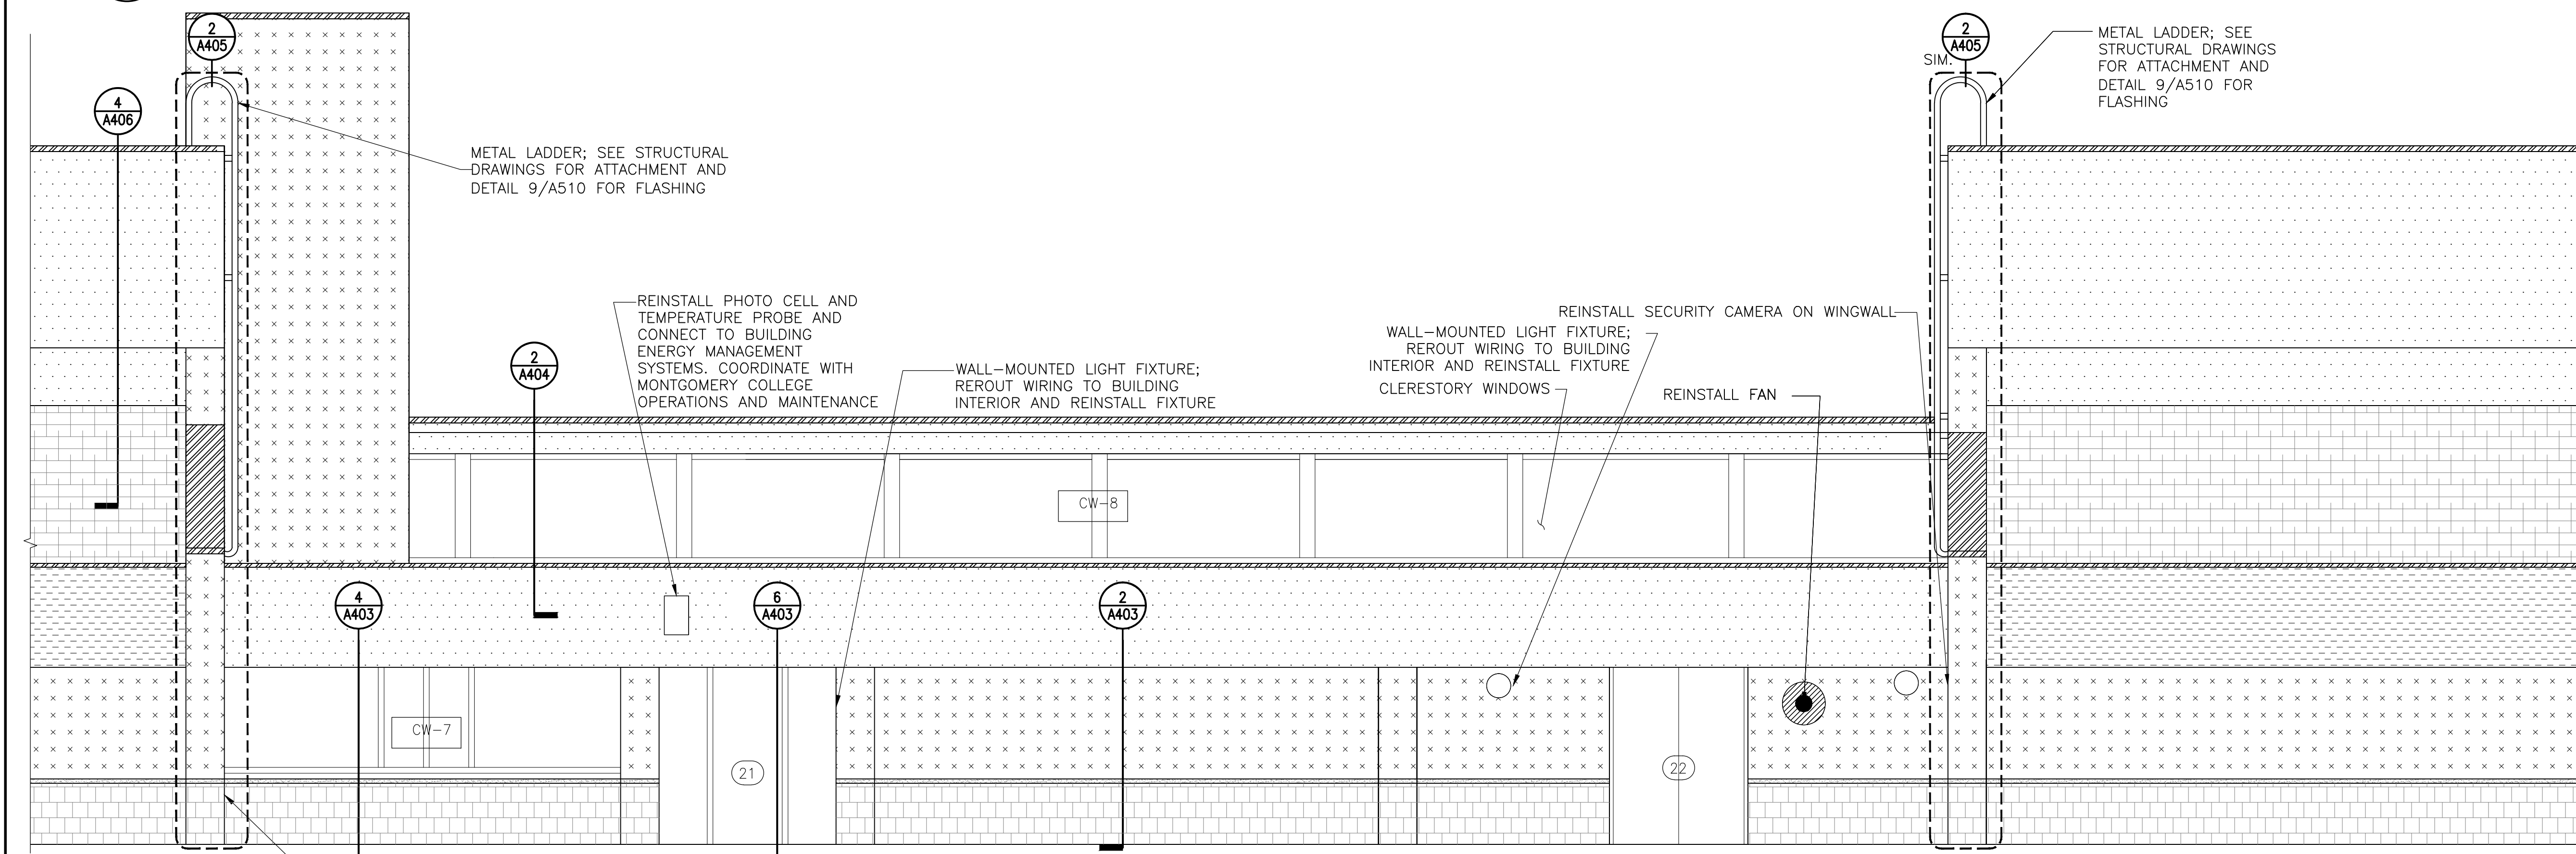 2
A405
4
A406
METAL LADDER; SEE STRUCTURAL
DRAWINGS FOR ATTACHMENT AND
DETAIL 9/A510 FOR FLASHING
2
A405
SIM.
METAL LADDER; SEE
STRUCTURAL DRAWINGS
FOR ATTACHMENT AND
DETAIL 9/A510 FOR
FLASHING
REINSTALL PHOTO CELL AND
TEMPERATURE PROBE AND
CONNECT TO BUILDING
ENERGY MANAGEMENT
SYSTEMS. COORDINATE WITH
MONTGOMERY COLLEGE
OPERATIONS AND MAINTENANCE
2
A404
WALL-MOUNTED LIGHT FIXTURE;
REROUT WIRING TO BUILDING
INTERIOR AND REINSTALL FIXTURE
REINSTALL SECURITY CAMERA ON WINGWALL
WALL-MOUNTED LIGHT FIXTURE;
REROUT WIRING TO BUILDING
INTERIOR AND REINSTALL FIXTURE
CLERESTORY WINDOWS
REINSTALL FAN
CW-8
4
A403
6
A403
2
A403
CW-7
21
22